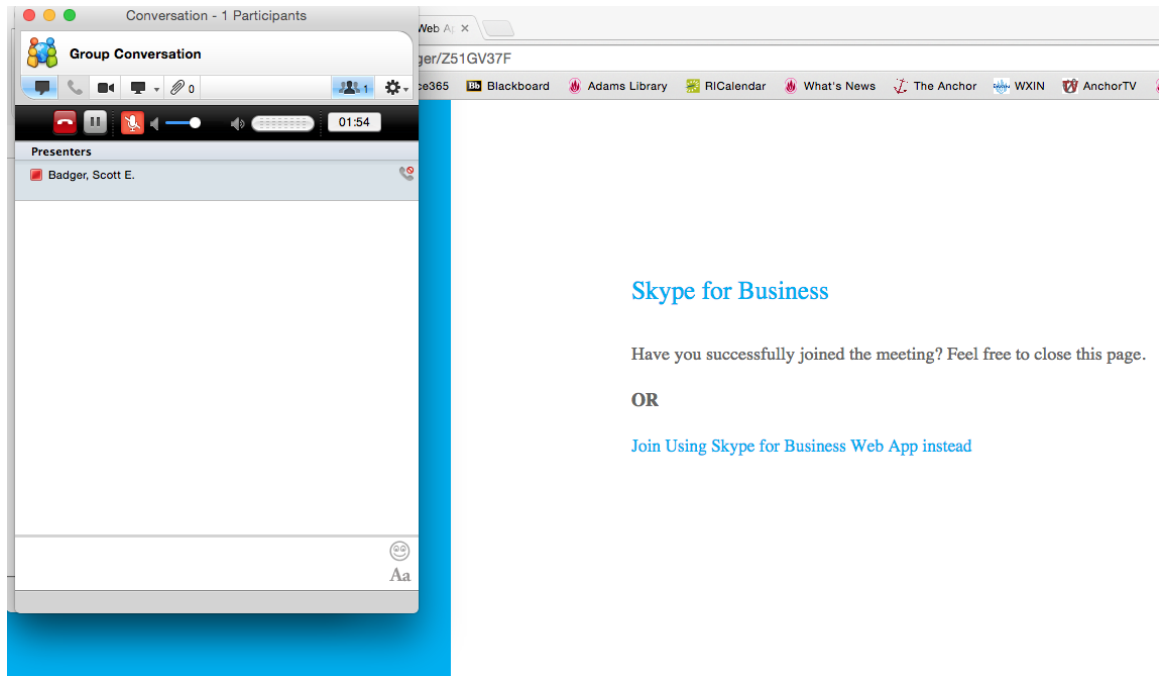 Conversation - 1 Participants
Group Conversation
0
1
01:54
Presenters
Badger, Scott E.
Aa
Web A
ger/Z51GV37F
ce365 Bb Blackboard Adams Library RICalendar What's News The Anchor WXIN AnchorTV
Skype for Business
Have you successfully joined the meeting? Feel free to close this page.
OR
Join Using Skype for Business Web App instead